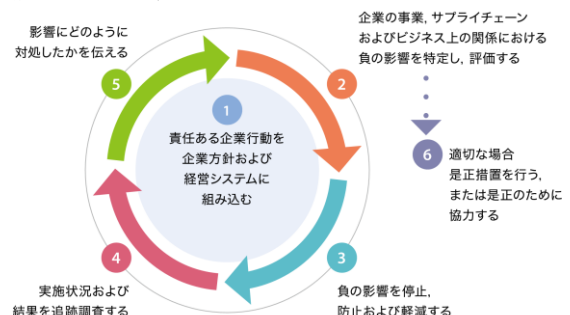 1
責任ある企業行動を
企業方針および
経営システムに
組み込む
2
企業の事業, サプライチェーン
およびビジネス上の関係における
負の影響を特定し, 評価する
3
負の影響を停止,
防止および軽減する
4
実施状況および
結果を追跡調査する
5
影響にどのように
対処したかを伝える
6
適切な場合
是正措置を行う,
または是正のために
協力する